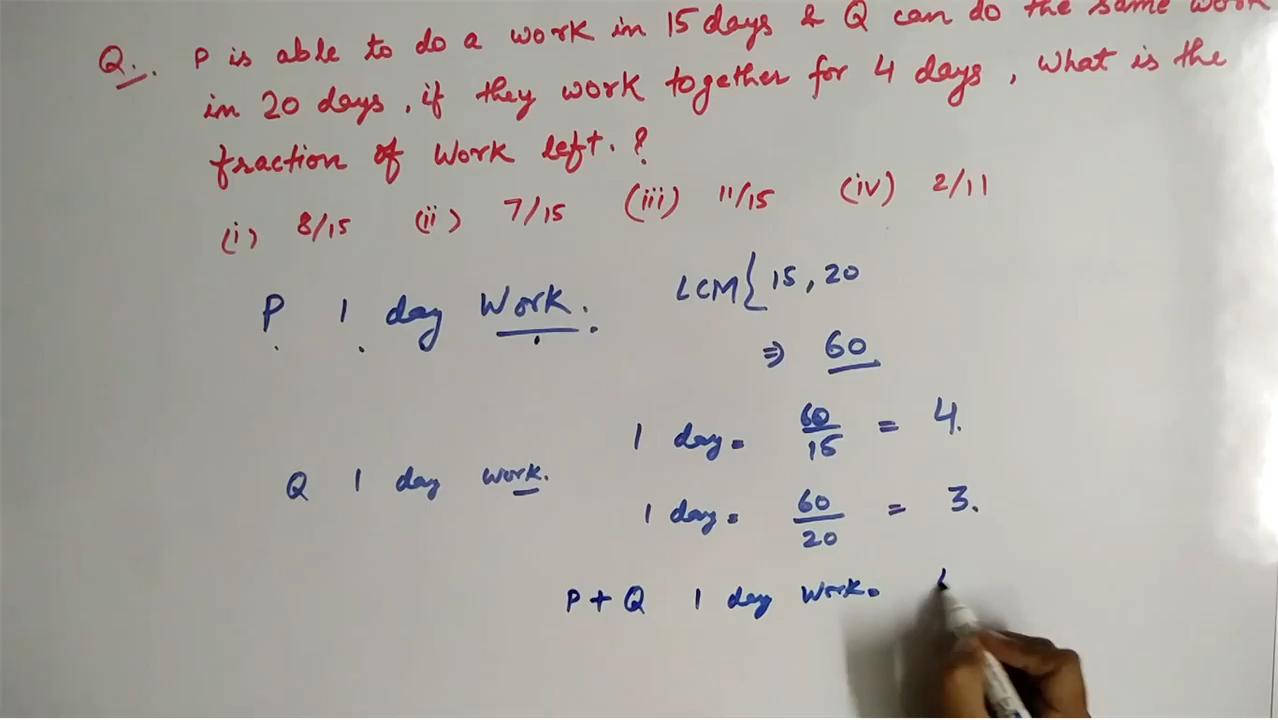 Q. P is able to do a work in 15 days & Q can do the same work
in 20 days, if they work together for 4 days, what is the
fraction of work left.?
(i) 8/15 (ii) 7/15 (iii) 11/15 (iv) 2/11
P 1 day work. LCM{15, 20
⇒ 60
1 day = 60/15 = 4.
Q 1 day work.
1 day = 60/20 = 3.
P + Q 1 day work =